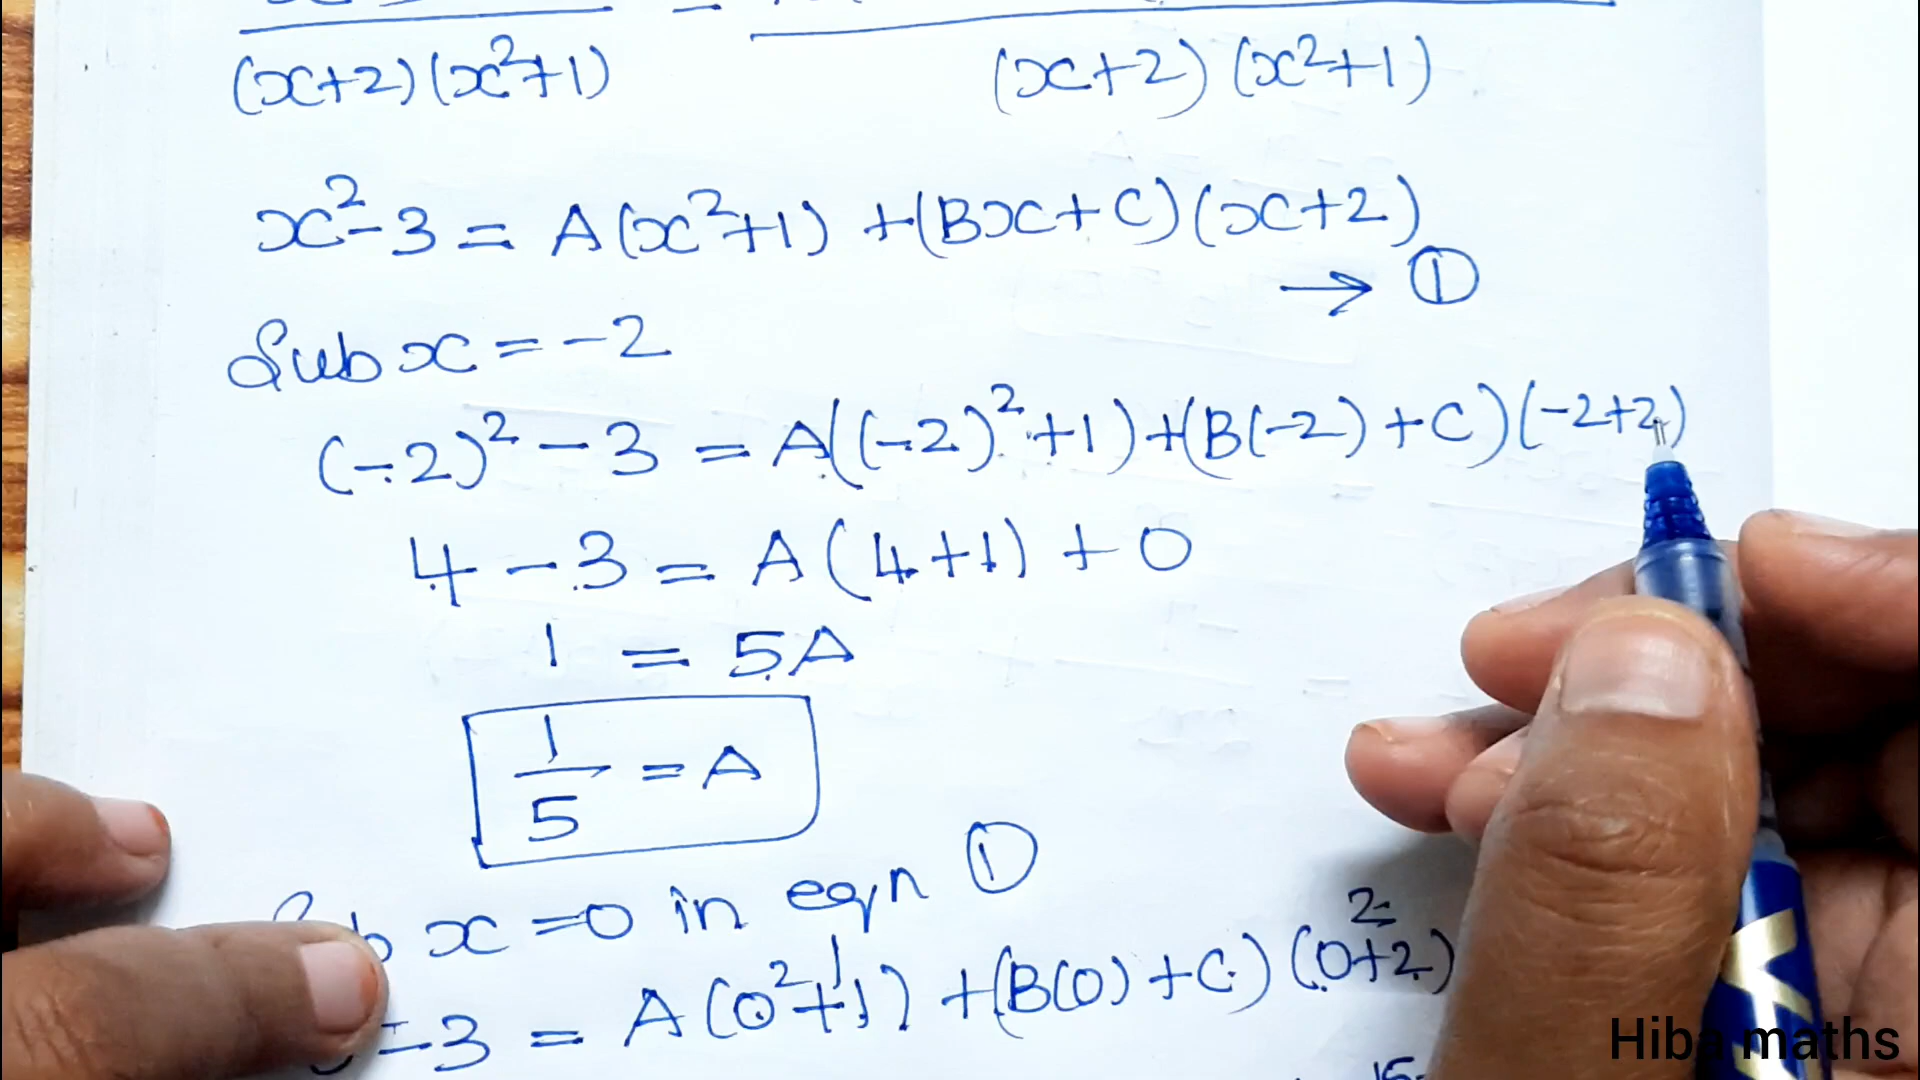 (x+2)(x²+1) (x+2)(x²+1)
x²-3 = A(x²+1) +(Bx+C)(x+2)
→ ①
Sub x = -2
(-2)² - 3 = A((-2)²+1)+(B(-2)+C)(-2+2)
4 - 3 = A(4+1) + 0
1 = 5A
1/5 = A
x=0 in eqn ①
-3 = A(0²+1) +(B(0)+C)(0+2)
1 2
Hiba maths